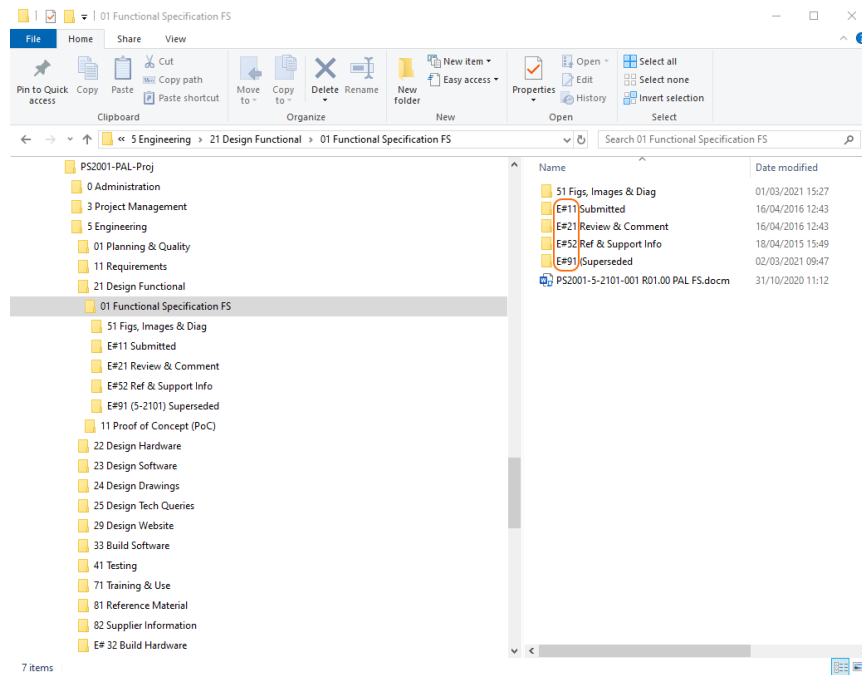 01 Functional Specification FS
File Home Share View
Pin to Quick access
Copy
Paste
Cut
Copy path
Paste shortcut
Clipboard
Move to
Copy to
Delete
Rename
Organize
New folder
New item
Easy access
New
Properties
Open
Edit
History
Open
Select all
Select none
Invert selection
Select
« 5 Engineering > 21 Design Functional > 01 Functional Specification FS
Search 01 Functional Specification FS
PS2001-PAL-Proj
0 Administration
3 Project Management
5 Engineering
01 Planning & Quality
11 Requirements
21 Design Functional
01 Functional Specification FS
51 Figs, Images & Diag
E#11 Submitted
E#21 Review & Comment
E#52 Ref & Support Info
E#91 (5-2101) Superseded
11 Proof of Concept (PoC)
22 Design Hardware
23 Design Software
24 Design Drawings
25 Design Tech Queries
29 Design Website
33 Build Software
41 Testing
71 Training & Use
81 Reference Material
82 Supplier Information
E# 32 Build Hardware
Name Date modified
51 Figs, Images & Diag 01/03/2021 15:27
E#11 Submitted 16/04/2016 12:43
E#21 Review & Comment 16/04/2016 12:43
E#52 Ref & Support Info 18/04/2015 15:49
E#91 (Superseded 02/03/2021 09:47
PS2001-5-2101-001 R01.00 PAL FS.docm 31/10/2020 11:12
7 items